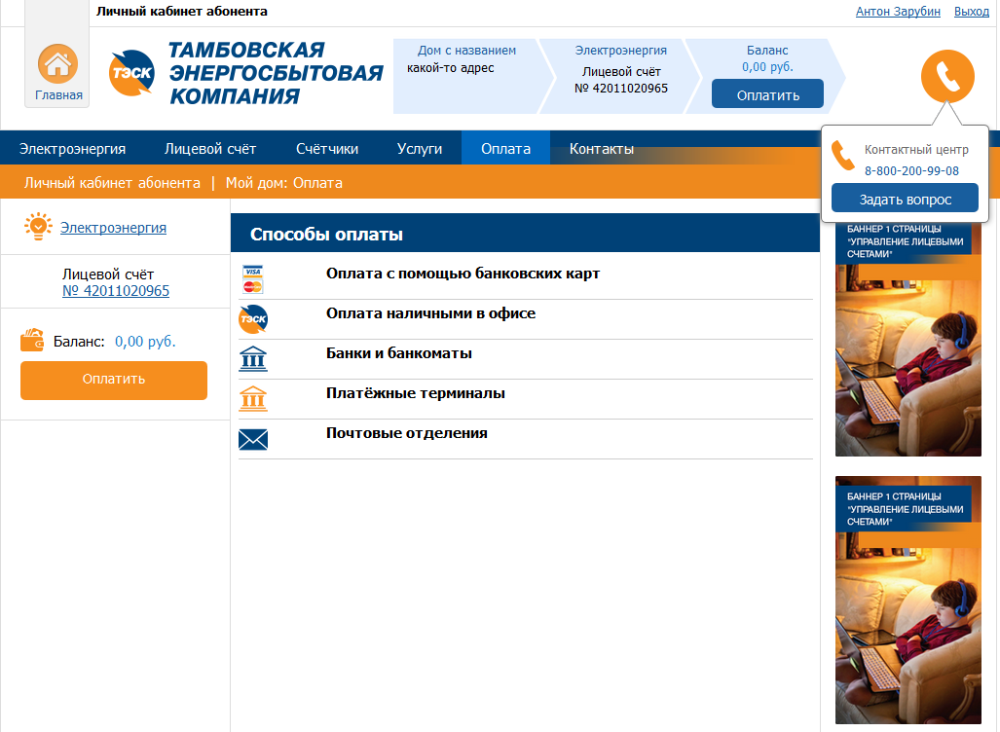 Личный кабинет абонента
Антон Зарубин Выход
Главная
ТЭСК
ТАМБОВСКАЯ
ЭНЕРГОСБЫТОВАЯ
КОМПАНИЯ
Дом с названием
какой-то адрес
Электроэнергия
Лицевой счёт
№ 42011020965
Баланс
0,00 руб.
Оплатить
Электроэнергия Лицевой счёт Счётчики Услуги Оплата Контакты
Контактный центр
8-800-200-99-08
Задать вопрос
Личный кабинет абонента | Мой дом: Оплата
Электроэнергия
Лицевой счёт
№ 42011020965
Баланс: 0,00 руб.
Оплатить
Способы оплаты
VISA
MasterCard
Оплата с помощью банковских карт
ТЭСК
Оплата наличными в офисе
Банки и банкоматы
Платёжные терминалы
Почтовые отделения
БАННЕР 1 СТРАНИЦЫ
"УПРАВЛЕНИЕ ЛИЦЕВЫМИ
СЧЕТАМИ"
БАННЕР 1 СТРАНИЦЫ
"УПРАВЛЕНИЕ ЛИЦЕВЫМИ
СЧЕТАМИ"